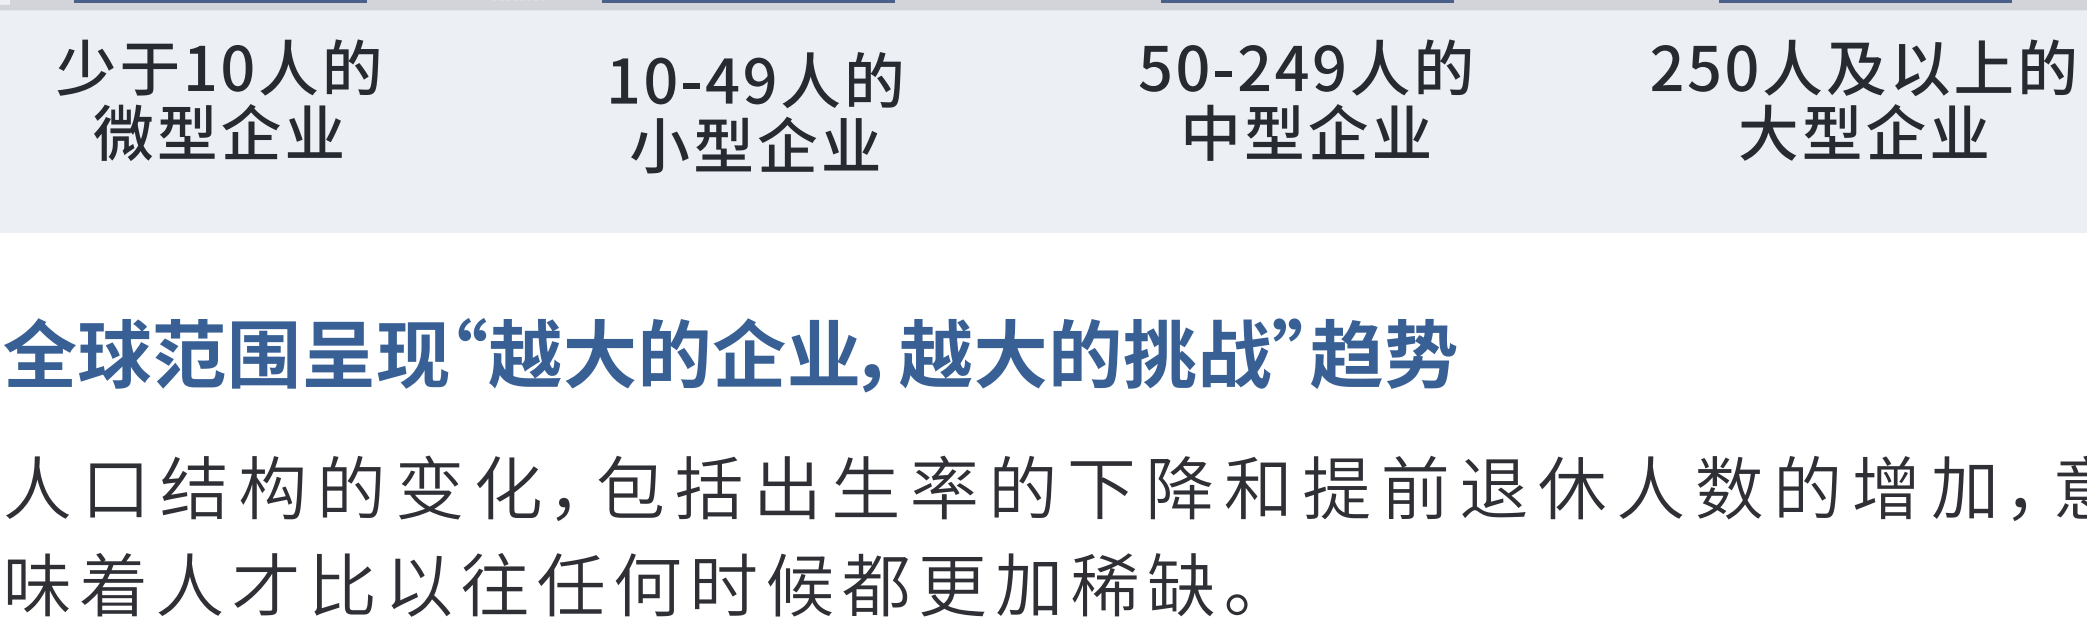 少于10人的
微型企业
10-49人的
小型企业
50-249人的
中型企业
250人及以上的
大型企业
全球范围呈现“越大的企业，越大的挑战”趋势
人口结构的变化，包括出生率的下降和提前退休人数的增加，意
味着人才比以往任何时候都更加稀缺。